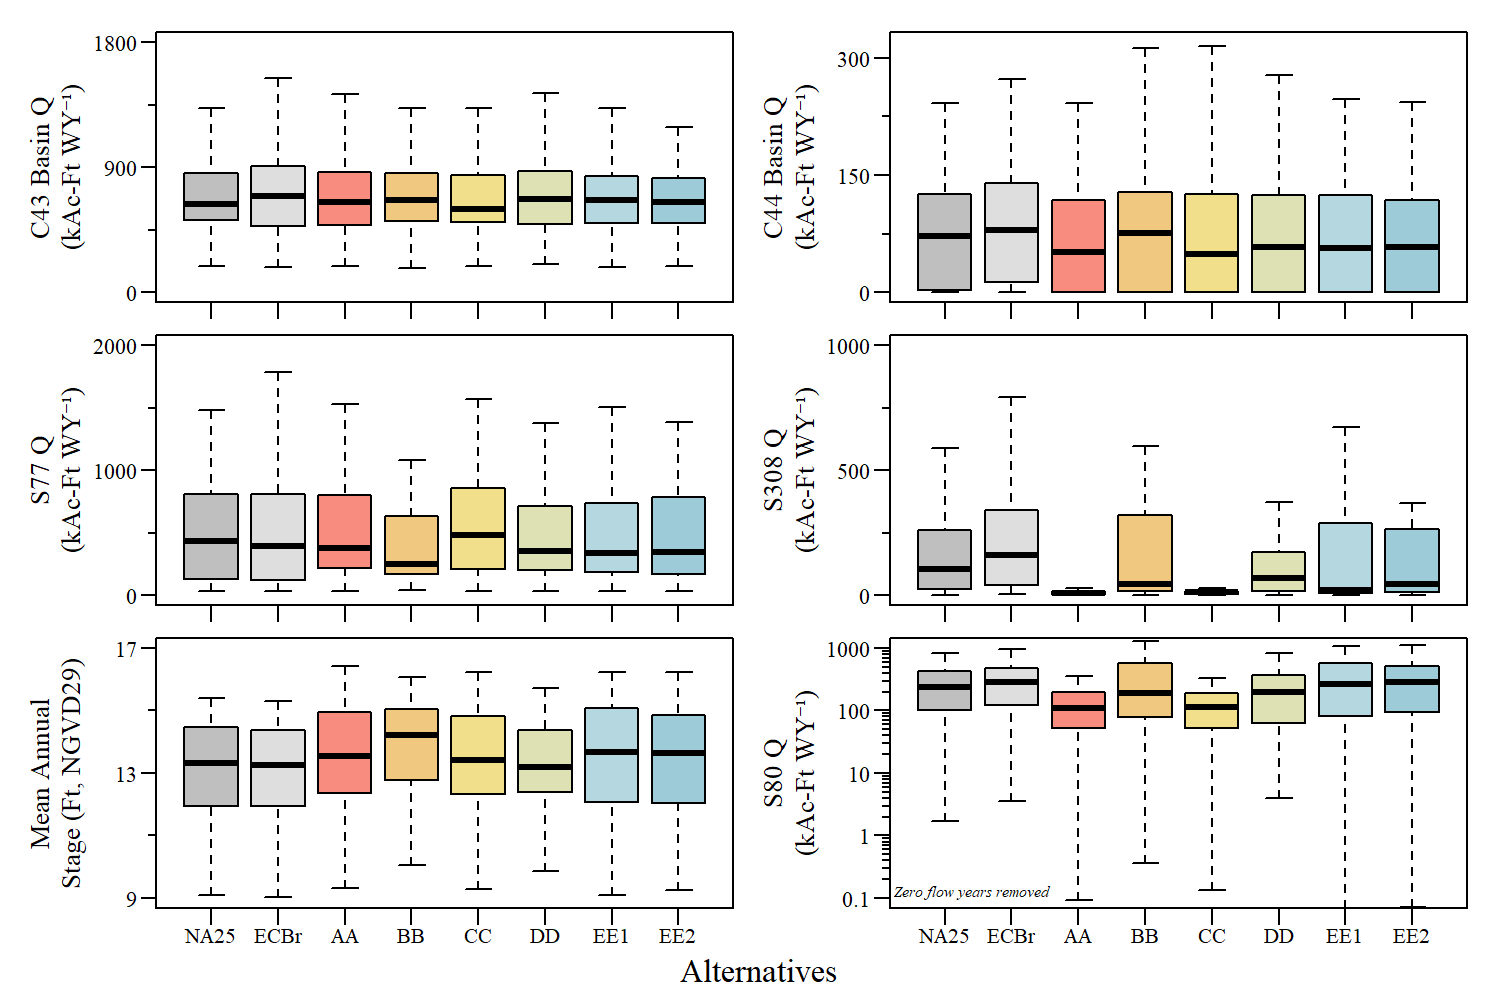 C43 Basin Q
(kAc-Ft WY⁻¹)
1800
900
0
C44 Basin Q
(kAc-Ft WY⁻¹)
300
150
0
S77 Q
(kAc-Ft WY⁻¹)
2000
1000
0
S308 Q
(kAc-Ft WY⁻¹)
1000
500
0
Mean Annual
Stage (Ft, NGVD29)
17
13
9
NA25 ECBr AA BB CC DD EE1 EE2
S80 Q
(kAc-Ft WY⁻¹)
1000
100
10
1
0.1
Zero flow years removed
NA25 ECBr AA BB CC DD EE1 EE2
Alternatives